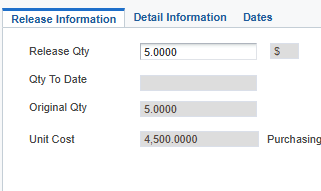 Release Information Detail Information Dates
Release Qty 5.0000 $
Qty To Date
Original Qty 5.0000
Unit Cost 4,500.0000 Purchasing